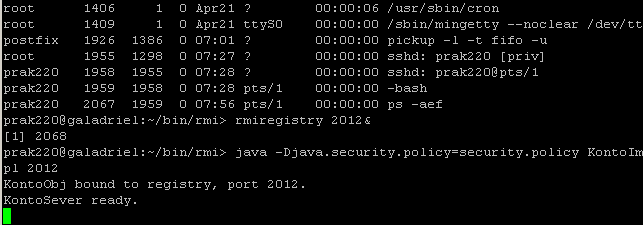 root      1406     1  0 Apr21 ?        00:00:06 /usr/sbin/cron
root      1409     1  0 Apr21 ttyS0    00:00:00 /sbin/mingetty --noclear /dev/tt
postfix   1926  1386  0 07:01 ?        00:00:00 pickup -l -t fifo -u
root      1955  1298  0 07:27 ?        00:00:00 sshd: prak220 [priv]
prak220   1958  1955  0 07:28 ?        00:00:00 sshd: prak220@pts/1
prak220   1959  1958  0 07:28 pts/1    00:00:00 -bash
prak220   2067  1959  0 07:56 pts/1    00:00:00 ps -aef
prak220@galadriel:~/bin/rmi> rmiregistry 2012&
[1] 2068
prak220@galadriel:~/bin/rmi> java -Djava.security.policy=security.policy KontoIm
pl 2012
KontoObj bound to registry, port 2012.
KontoSever ready.